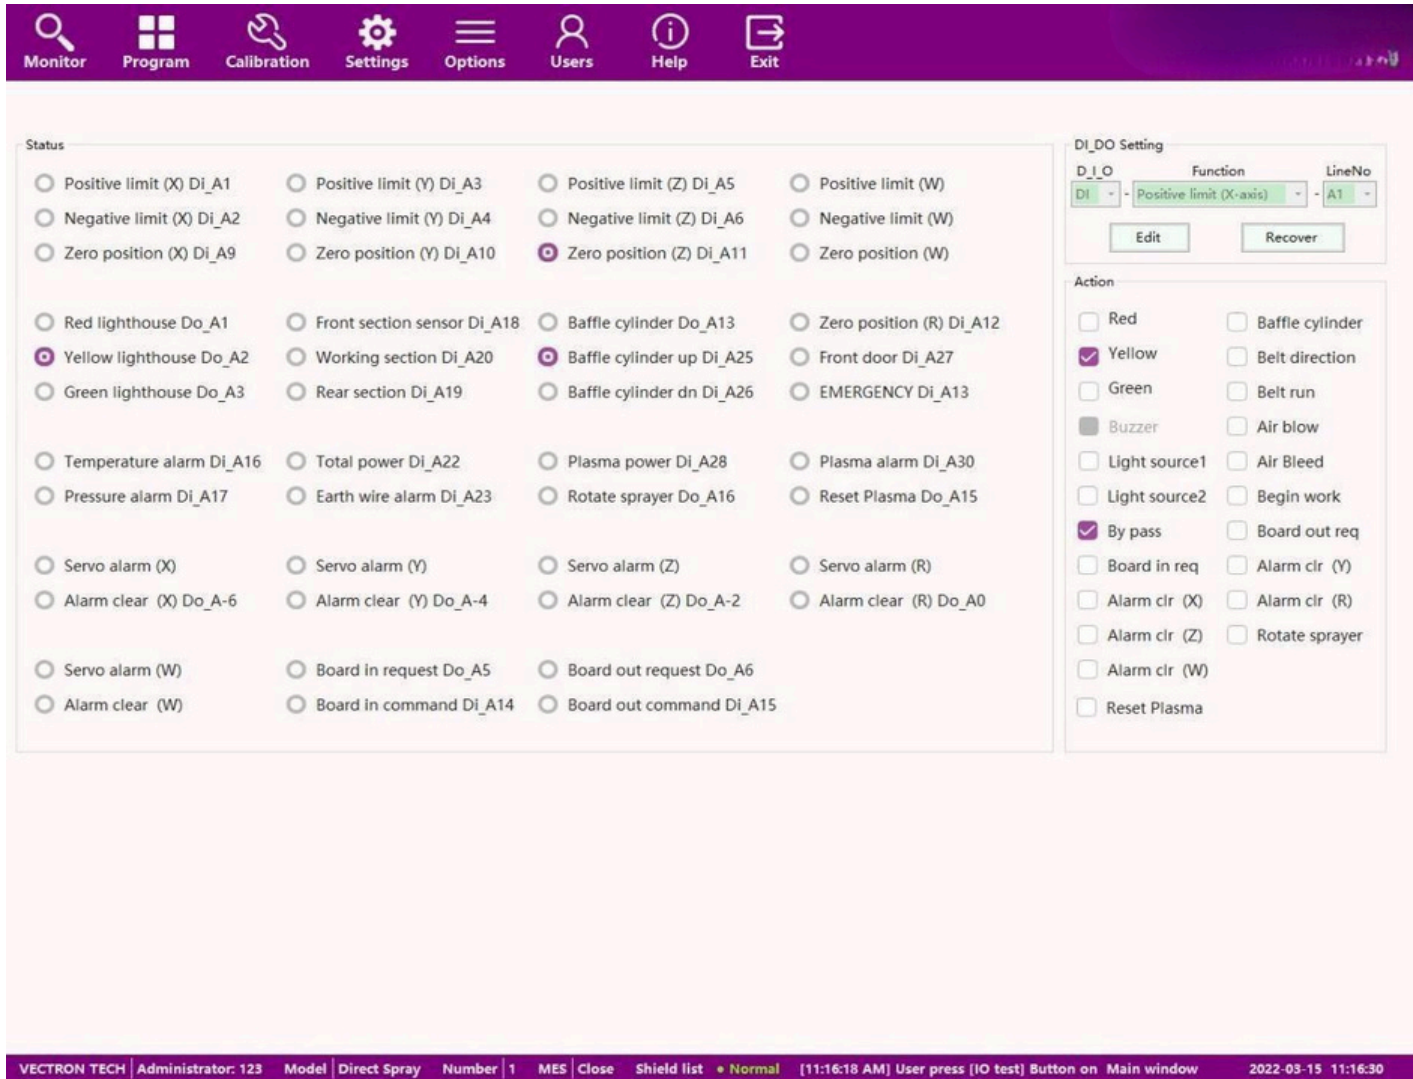 Monitor Program Calibration Settings Options Users Help Exit
Status
Positive limit (X) Di_A1 Positive limit (Y) Di_A3 Positive limit (Z) Di_A5 Positive limit (W)
Negative limit (X) Di_A2 Negative limit (Y) Di_A4 Negative limit (Z) Di_A6 Negative limit (W)
Zero position (X) Di_A9 Zero position (Y) Di_A10 Zero position (Z) Di_A11 Zero position (W)
Red lighthouse Do_A1 Front section sensor Di_A18 Baffle cylinder Do_A13 Zero position (R) Di_A12
Yellow lighthouse Do_A2 Working section Di_A20 Baffle cylinder up Di_A25 Front door Di_A27
Green lighthouse Do_A3 Rear section Di_A19 Baffle cylinder dn Di_A26 EMERGENCY Di_A13
Temperature alarm Di_A16 Total power Di_A22 Plasma power Di_A28 Plasma alarm Di_A30
Pressure alarm Di_A17 Earth wire alarm Di_A23 Rotate sprayer Do_A16 Reset Plasma Do_A15
Servo alarm (X) Servo alarm (Y) Servo alarm (Z) Servo alarm (R)
Alarm clear (X) Do_A-6 Alarm clear (Y) Do_A-4 Alarm clear (Z) Do_A-2 Alarm clear (R) Do_A0
Servo alarm (W) Board in request Do_A5 Board out request Do_A6
Alarm clear (W) Board in command Di_A14 Board out command Di_A15
DI_DO Setting
D_I_O Function LineNo
DI - Positive limit (X-axis) - A1
Edit Recover
Action
Red Baffle cylinder
Yellow Belt direction
Green Belt run
Buzzer Air blow
Light source1 Air Bleed
Light source2 Begin work
By pass Board out req
Board in req Alarm clr (Y)
Alarm clr (X) Alarm clr (R)
Alarm clr (Z) Rotate sprayer
Alarm clr (W)
Reset Plasma
VECTRON TECH Administrator: 123 Model Direct Spray Number 1 MES Close Shield list Normal [11:16:18 AM] User press [IO test] Button on Main window 2022-03-15 11:16:30